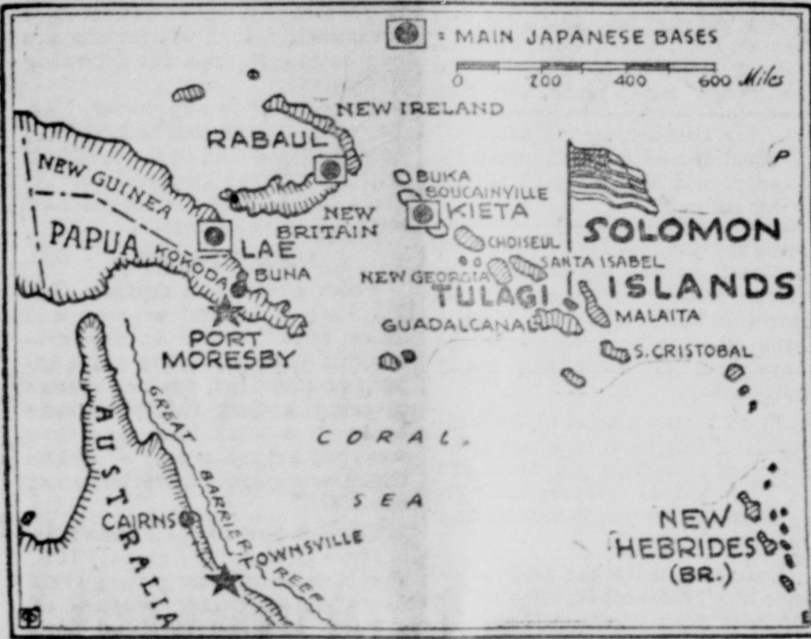 = MAIN JAPANESE BASES
0 200 400 600 Miles
NEW IRELAND
RABAUL
NEW GUINEA
BUKA
BOUCAINVILLE
KIETA
NEW
BRITAIN
PAPUA
LAE
KOKODA
BUNA
CHOISEUL
SOLOMON
ISLANDS
SANTA ISABEL
NEW GEORGIA
TULAGI
MALAITA
GUADALCANAL
PORT
MORESBY
S. CRISTOBAL
CORAL
SEA
GREAT BARRIER REEF
AUSTRALIA
CAIRNS
TOWNSVILLE
NEW
HEBRIDES
(BR.)